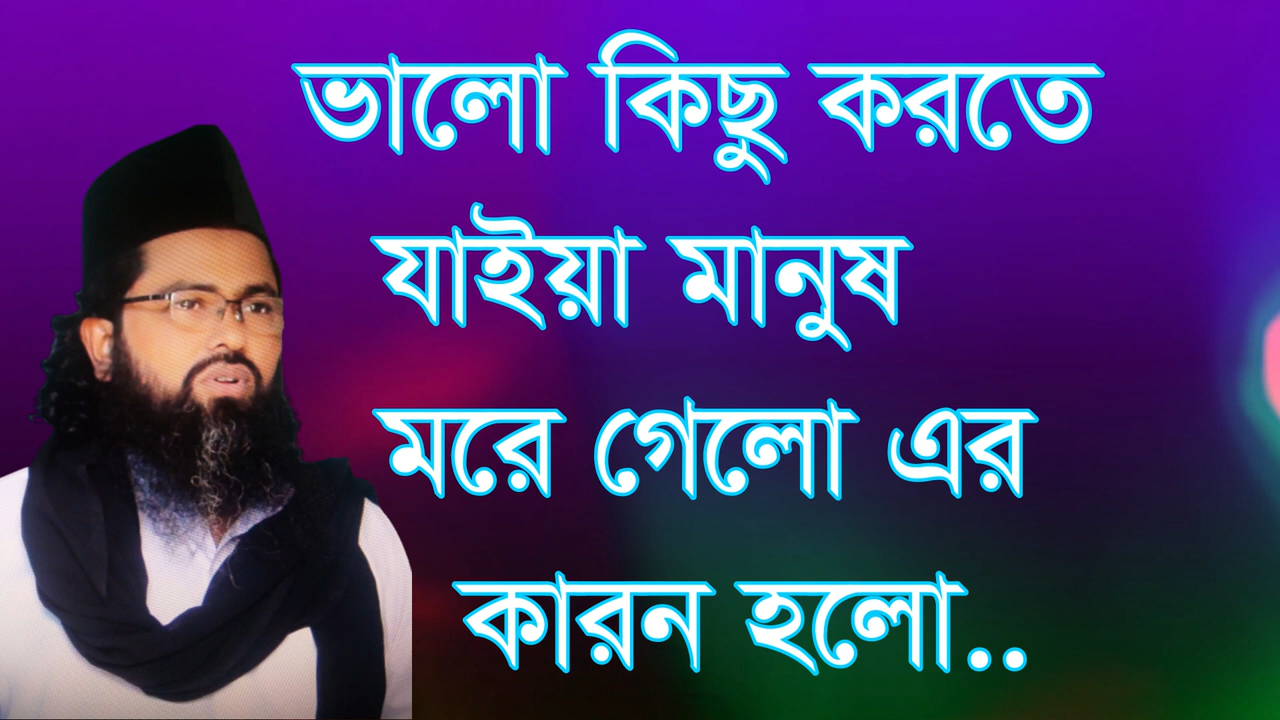 ভালো কিছু করতে
যাইয়া মানুষ
মরে গেলো এর
কারন হলো..